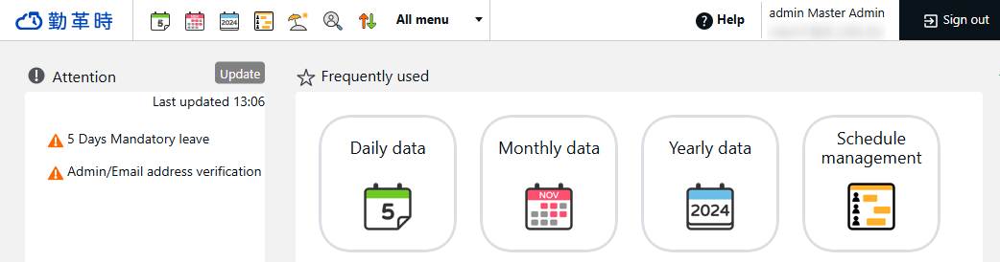 勤革時
5
NOV
2024
All menu
Help
admin Master Admin
Sign out
Attention
Update
Last updated 13:06
5 Days Mandatory leave
Admin/Email address verification
Frequently used
Daily data
5
Monthly data
NOV
Yearly data
2024
Schedule
management